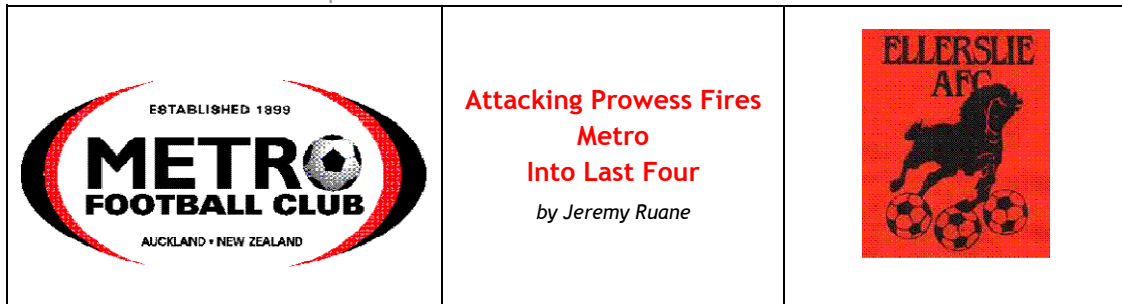 ESTABLISHED 1899
METRO
FOOTBALL CLUB
AUCKLAND • NEW ZEALAND
Attacking Prowess Fires
Metro
Into Last Four
by Jeremy Ruane
ELLERSLIE
AFC